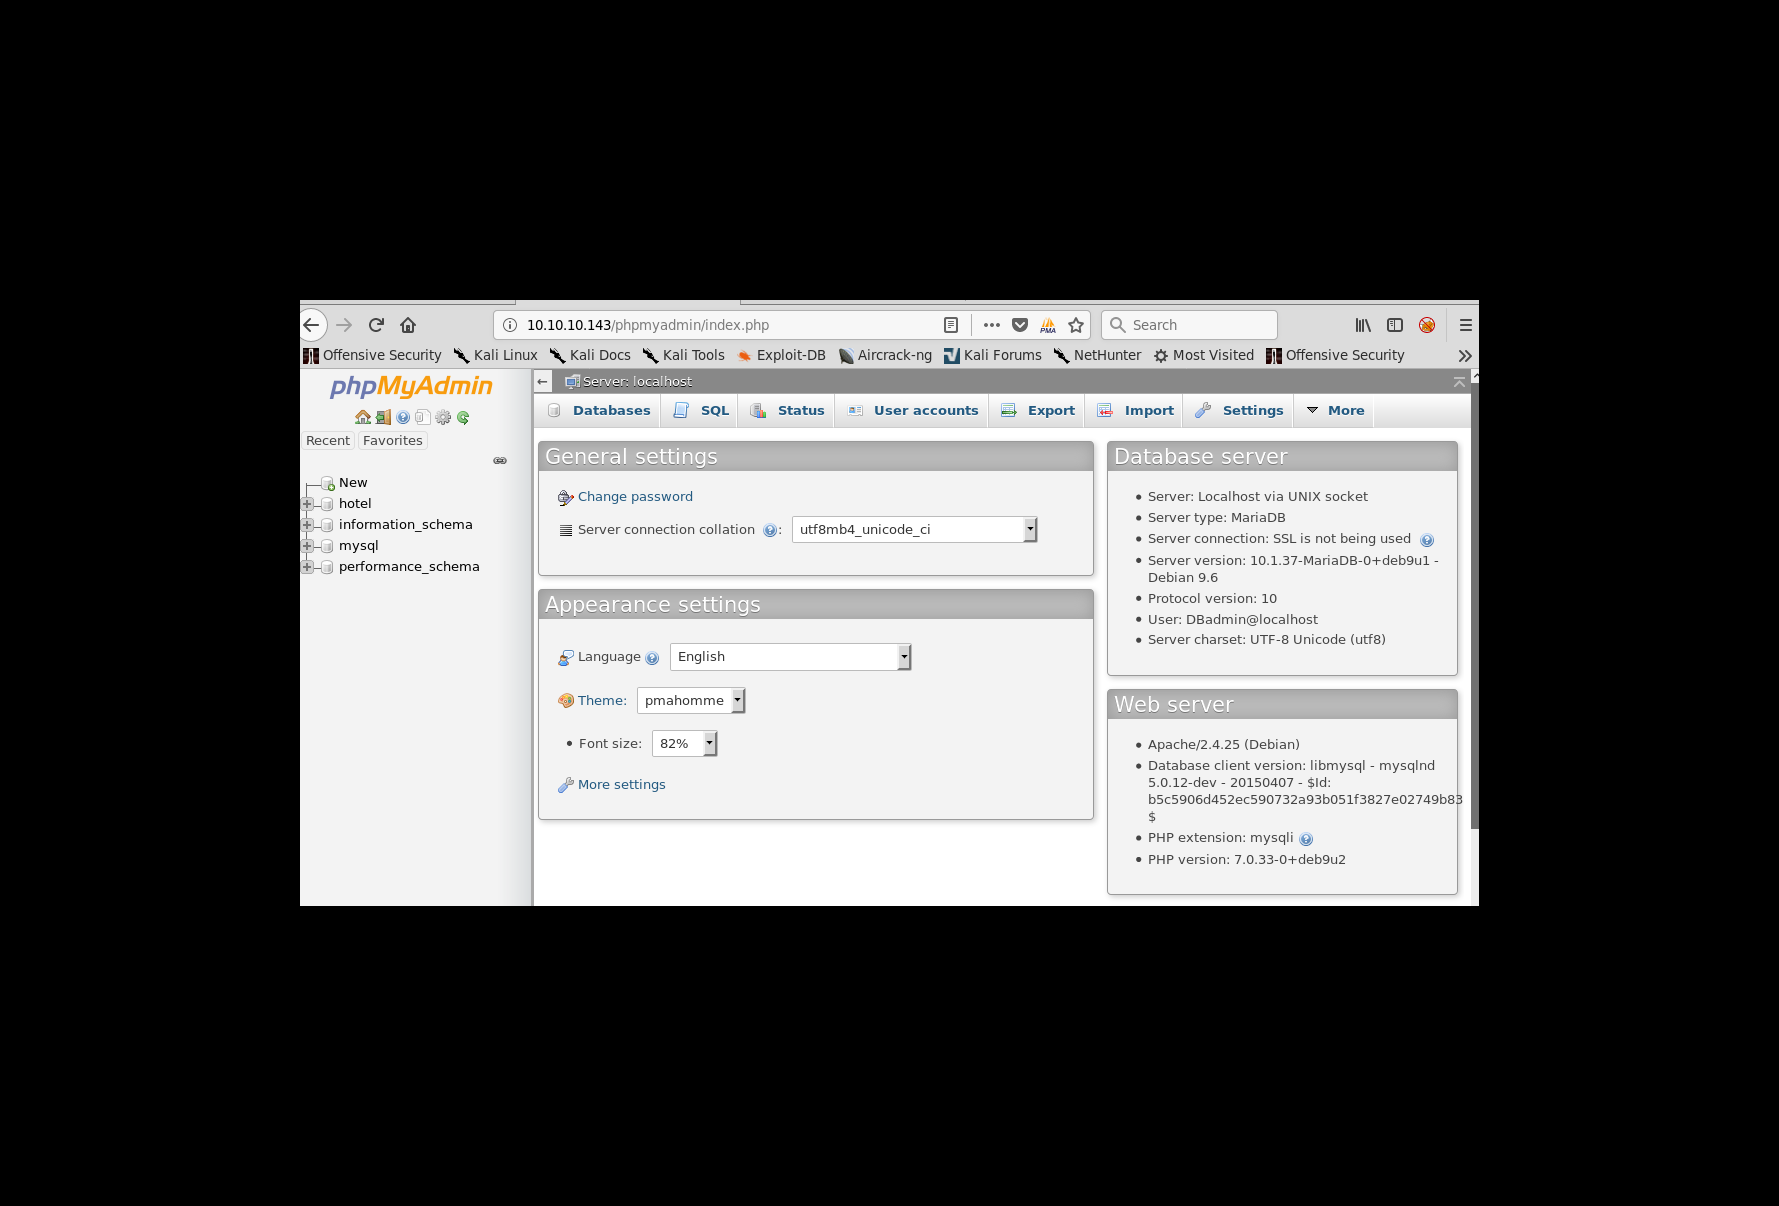 10.10.10.143/phpmyadmin/index.php
PMA
Search
Offensive Security Kali Linux Kali Docs Kali Tools Exploit-DB Aircrack-ng Kali Forums NetHunter Most Visited Offensive Security
phpMyAdmin
Recent Favorites
New
hotel
information_schema
mysql
performance_schema
Server: localhost
Databases SQL Status User accounts Export Import Settings More
General settings
Change password
Server connection collation : utf8mb4_unicode_ci
Appearance settings
Language English
Theme: pmahomme
• Font size: 82%
More settings
Database server
• Server: Localhost via UNIX socket
• Server type: MariaDB
• Server connection: SSL is not being used
• Server version: 10.1.37-MariaDB-0+deb9u1 -
Debian 9.6
• Protocol version: 10
• User: DBadmin@localhost
• Server charset: UTF-8 Unicode (utf8)
Web server
• Apache/2.4.25 (Debian)
• Database client version: libmysql - mysqlnd
5.0.12-dev - 20150407 - $Id:
b5c5906d452ec590732a93b051f3827e02749b83
$
• PHP extension: mysqli
• PHP version: 7.0.33-0+deb9u2